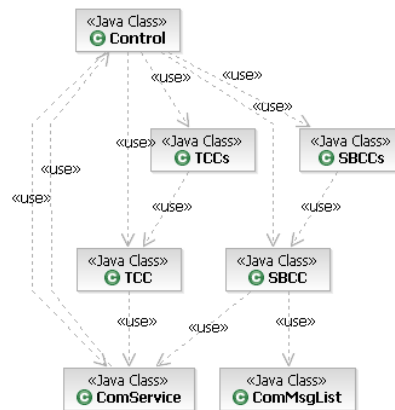 «Java Class»
Control
«use»
«use»
«use»
«use»
«Java Class»
TCCs
«Java Class»
SBCCs
«use»
«use»
«use»
«use»
«Java Class»
TCC
«Java Class»
SBCC
«use»
«use»
«use»
«Java Class»
ComService
«Java Class»
ComMsgList